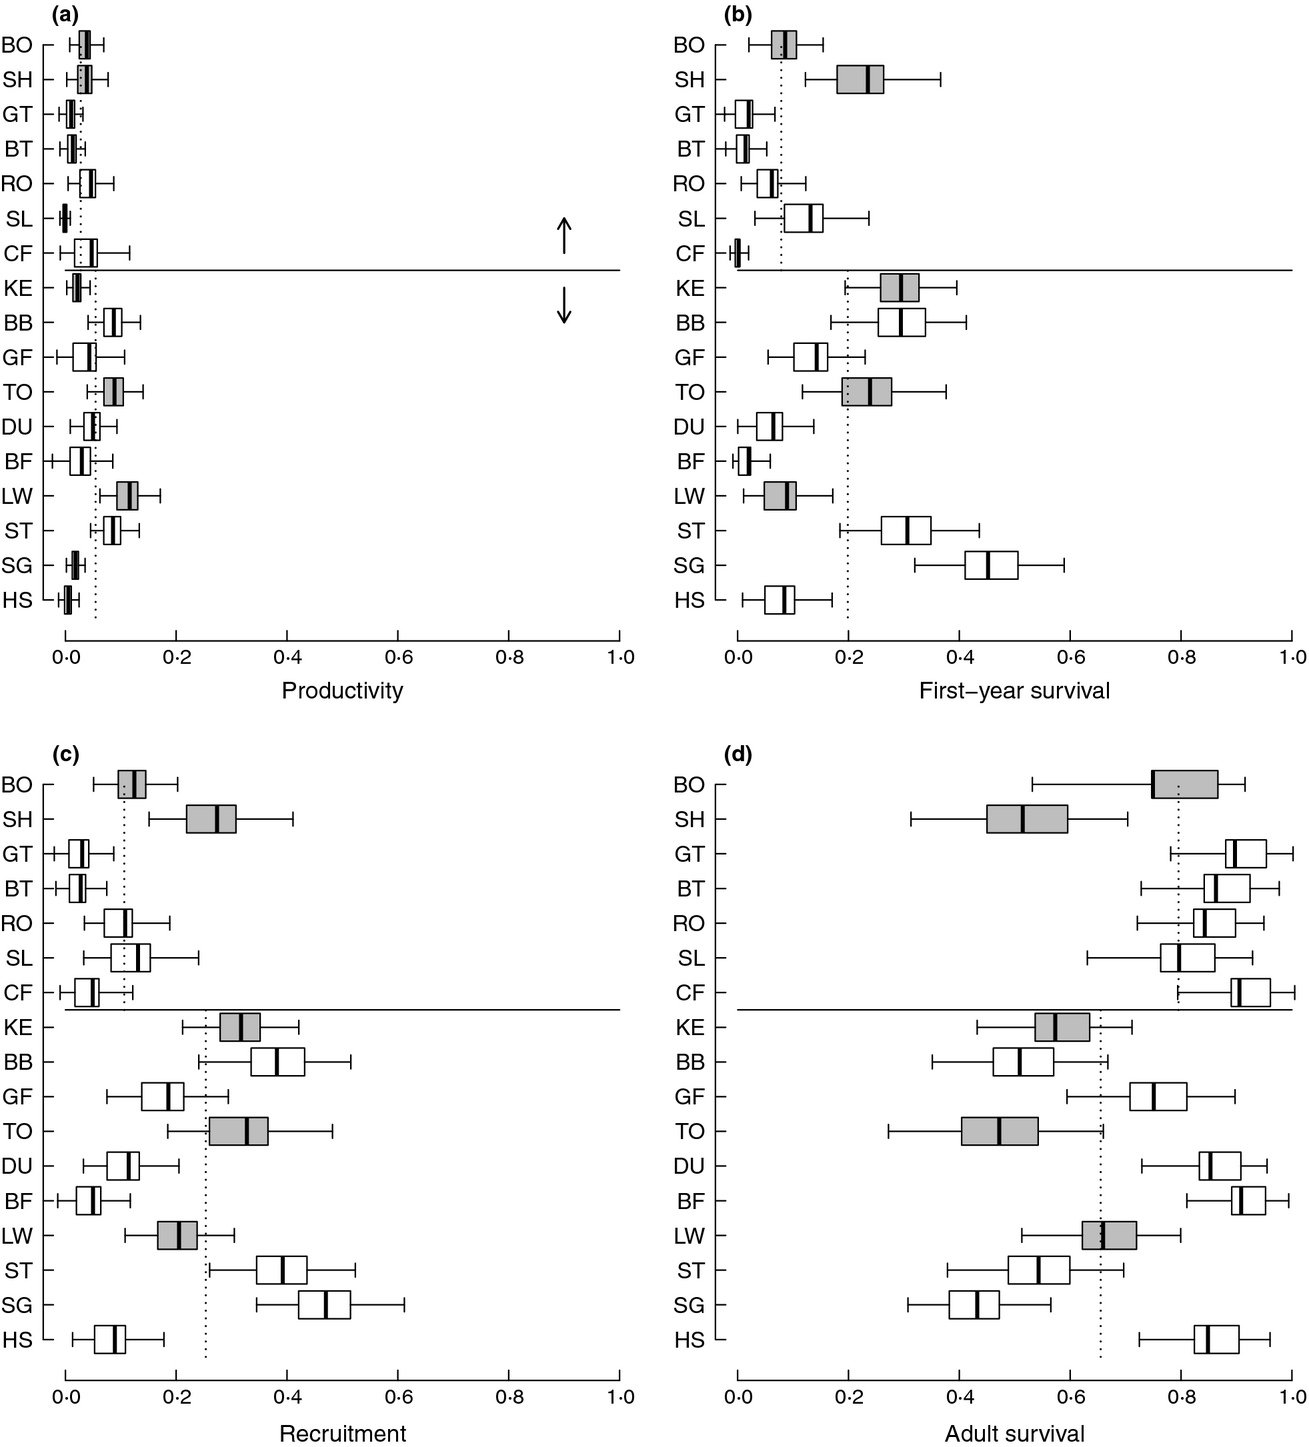 (a)
BO
SH
GT
BT
RO
SL
CF
KE
BB
GF
TO
DU
BF
LW
ST
SG
HS
0·0 0·2 0·4 0·6 0·8 1·0
Productivity
(b)
BO
SH
GT
BT
RO
SL
CF
KE
BB
GF
TO
DU
BF
LW
ST
SG
HS
0·0 0·2 0·4 0·6 0·8 1·0
First–year survival
(c)
BO
SH
GT
BT
RO
SL
CF
KE
BB
GF
TO
DU
BF
LW
ST
SG
HS
0·0 0·2 0·4 0·6 0·8 1·0
Recruitment
(d)
BO
SH
GT
BT
RO
SL
CF
KE
BB
GF
TO
DU
BF
LW
ST
SG
HS
0·0 0·2 0·4 0·6 0·8 1·0
Adult survival